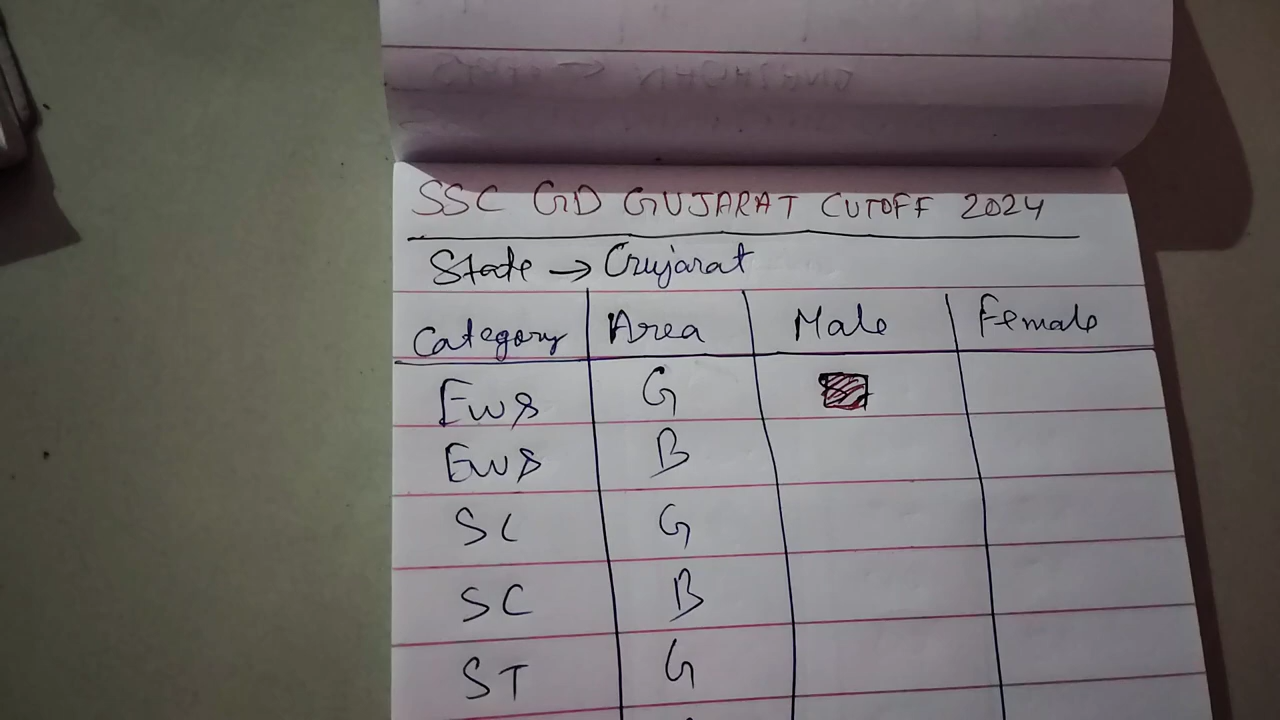 SSC GD GUJARAT CUTOFF 2024
State → Gujarat
Category Area Male Female
EWS G
EWS B
SC G
SC B
ST G